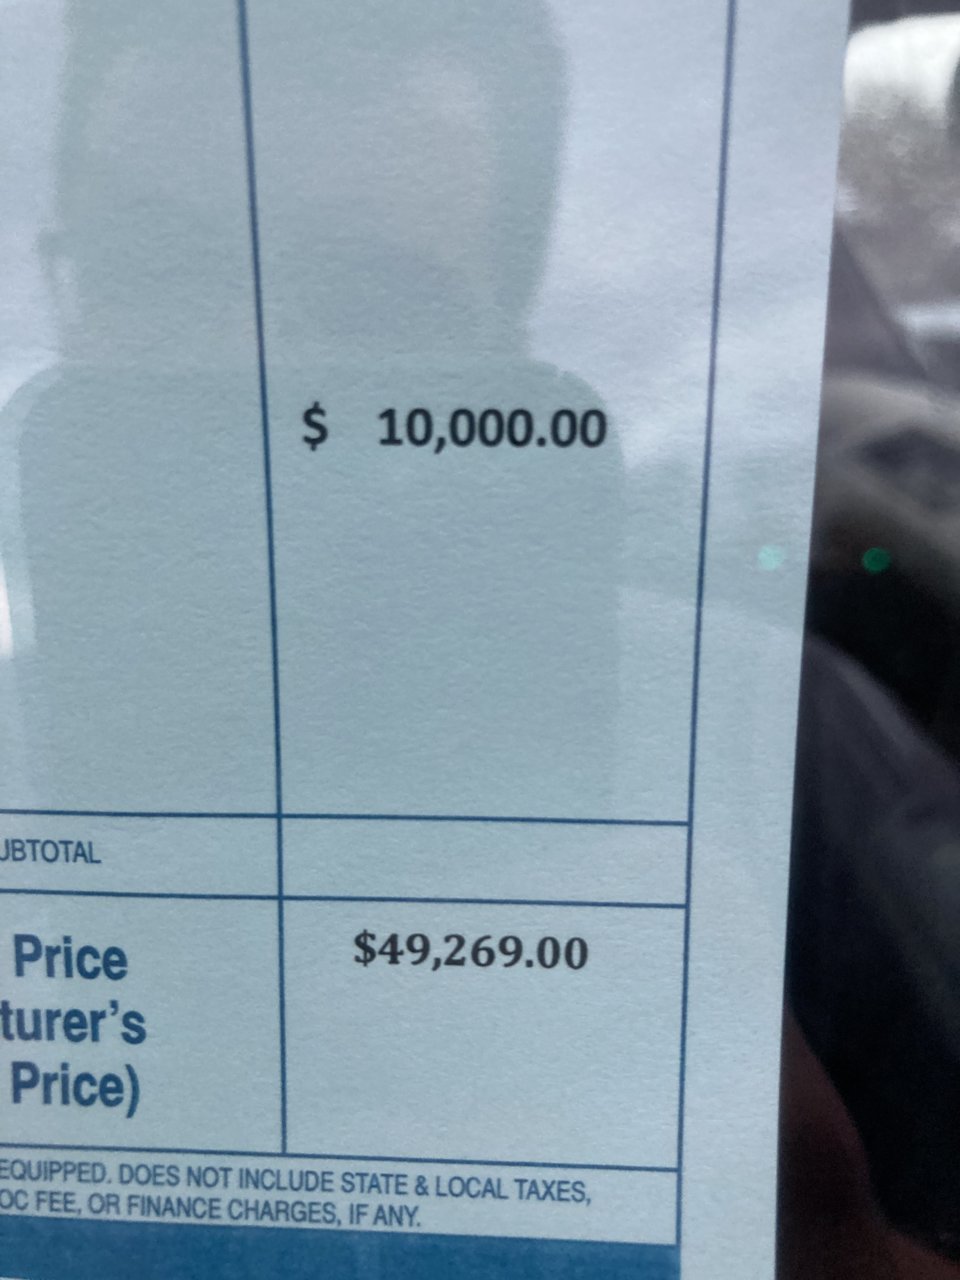 $ 10,000.00
UBTOTAL
Price $49,269.00
turer's
Price)
EQUIPPED. DOES NOT INCLUDE STATE & LOCAL TAXES,
OC FEE, OR FINANCE CHARGES, IF ANY.